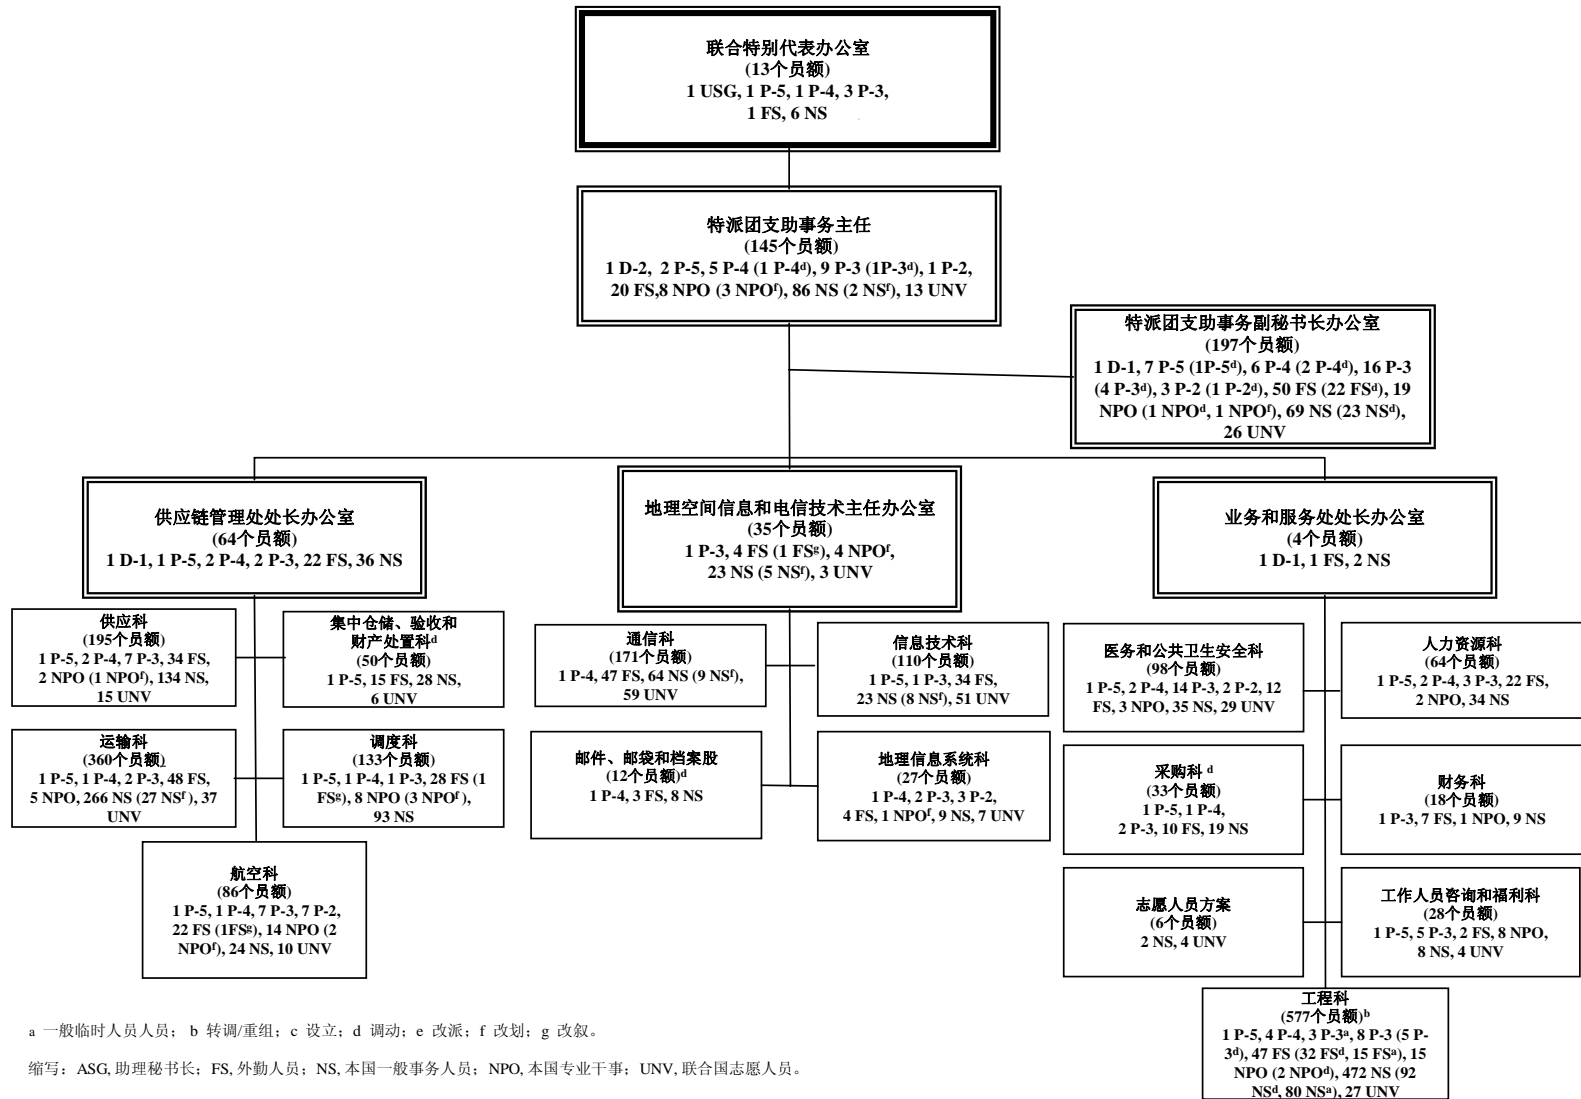 联合特别代表办公室
(13个员额)
1 USG, 1 P-5, 1 P-4, 3 P-3,
1 FS, 6 NS
特派团支助事务主任
(145个员额)
1 D-2, 2 P-5, 5 P-4 (1 P-4ᵈ), 9 P-3 (1P-3ᵈ), 1 P-2,
20 FS,8 NPO (3 NPOᶠ), 86 NS (2 NSᶠ), 13 UNV
特派团支助事务副秘书长办公室
(197个员额)
1 D-1, 7 P-5 (1P-5ᵈ), 6 P-4 (2 P-4ᵈ), 16 P-3
(4 P-3ᵈ), 3 P-2 (1 P-2ᵈ), 50 FS (22 FSᵈ), 19
NPO (1 NPOᵈ, 1 NPOᶠ), 69 NS (23 NSᵈ),
26 UNV
供应链管理处处长办公室
(64个员额)
1 D-1, 1 P-5, 2 P-4, 2 P-3, 22 FS, 36 NS
地理空间信息和电信技术主任办公室
(35个员额)
1 P-3, 4 FS (1 FSᵍ), 4 NPOᶠ,
23 NS (5 NSᶠ), 3 UNV
业务和服务处处长办公室
(4个员额)
1 D-1, 1 FS, 2 NS
供应科
(195个员额)
1 P-5, 2 P-4, 7 P-3, 34 FS,
2 NPO (1 NPOᶠ), 134 NS,
15 UNV
集中仓储、验收和
财产处置科ᵈ
(50个员额)
1 P-5, 15 FS, 28 NS,
6 UNV
运输科
(360个员额)
1 P-5, 1 P-4, 2 P-3, 48 FS,
5 NPO, 266 NS (27 NSᶠ), 37
UNV
调度科
(133个员额)
1 P-5, 1 P-4, 1 P-3, 28 FS (1
FSᵍ), 8 NPO (3 NPOᶠ),
93 NS
航空科
(86个员额)
1 P-5, 1 P-4, 7 P-3, 7 P-2,
22 FS (1FSᵍ), 14 NPO (2
NPOᶠ), 24 NS, 10 UNV
通信科
(171个员额)
1 P-4, 47 FS, 64 NS (9 NSᶠ),
59 UNV
信息技术科
(110个员额)
1 P-5, 1 P-3, 34 FS,
23 NS (8 NSᶠ), 51 UNV
邮件、邮袋和档案股
(12个员额)ᵈ
1 P-4, 3 FS, 8 NS
地理信息系统科
(27个员额)
1 P-4, 2 P-3, 3 P-2,
4 FS, 1 NPOᶠ, 9 NS, 7 UNV
医务和公共卫生安全科
(98个员额)
1 P-5, 2 P-4, 14 P-3, 2 P-2, 12
FS, 3 NPO, 35 NS, 29 UNV
人力资源科
(64个员额)
1 P-5, 2 P-4, 3 P-3, 22 FS,
2 NPO, 34 NS
采购科 ᵈ
(33个员额)
1 P-5, 1 P-4,
2 P-3, 10 FS, 19 NS
财务科
(18个员额)
1 P-3, 7 FS, 1 NPO, 9 NS
志愿人员方案
(6个员额)
2 NS, 4 UNV
工作人员咨询和福利科
(28个员额)
1 P-5, 5 P-3, 2 FS, 8 NPO,
8 NS, 4 UNV
工程科
(577个员额)ᵇ
1 P-5, 4 P-4, 3 P-3ᵃ, 8 P-3 (5 P-
3ᵈ), 47 FS (32 FSᵈ, 15 FSᵃ), 15
NPO (2 NPOᵈ), 472 NS (92
NSᵈ, 80 NSᵃ), 27 UNV
a 一般临时人员人员；b 转调/重组；c 设立；d 调动；e 改派；f 改划；g 改叙。
缩写：ASG, 助理秘书长；FS, 外勤人员；NS, 本国一般事务人员；NPO, 本国专业干事；UNV, 联合国志愿人员。